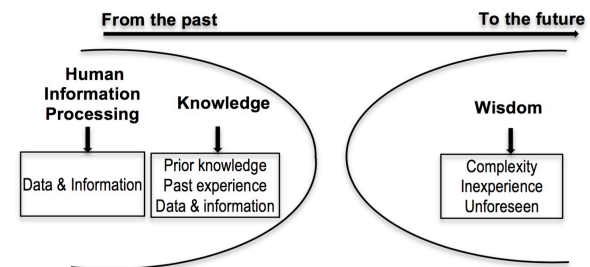 From the past
To the future
Human
Information
Processing
Knowledge
Wisdom
Data & Information
Prior knowledge
Past experience
Data & information
Complexity
Inexperience
Unforeseen